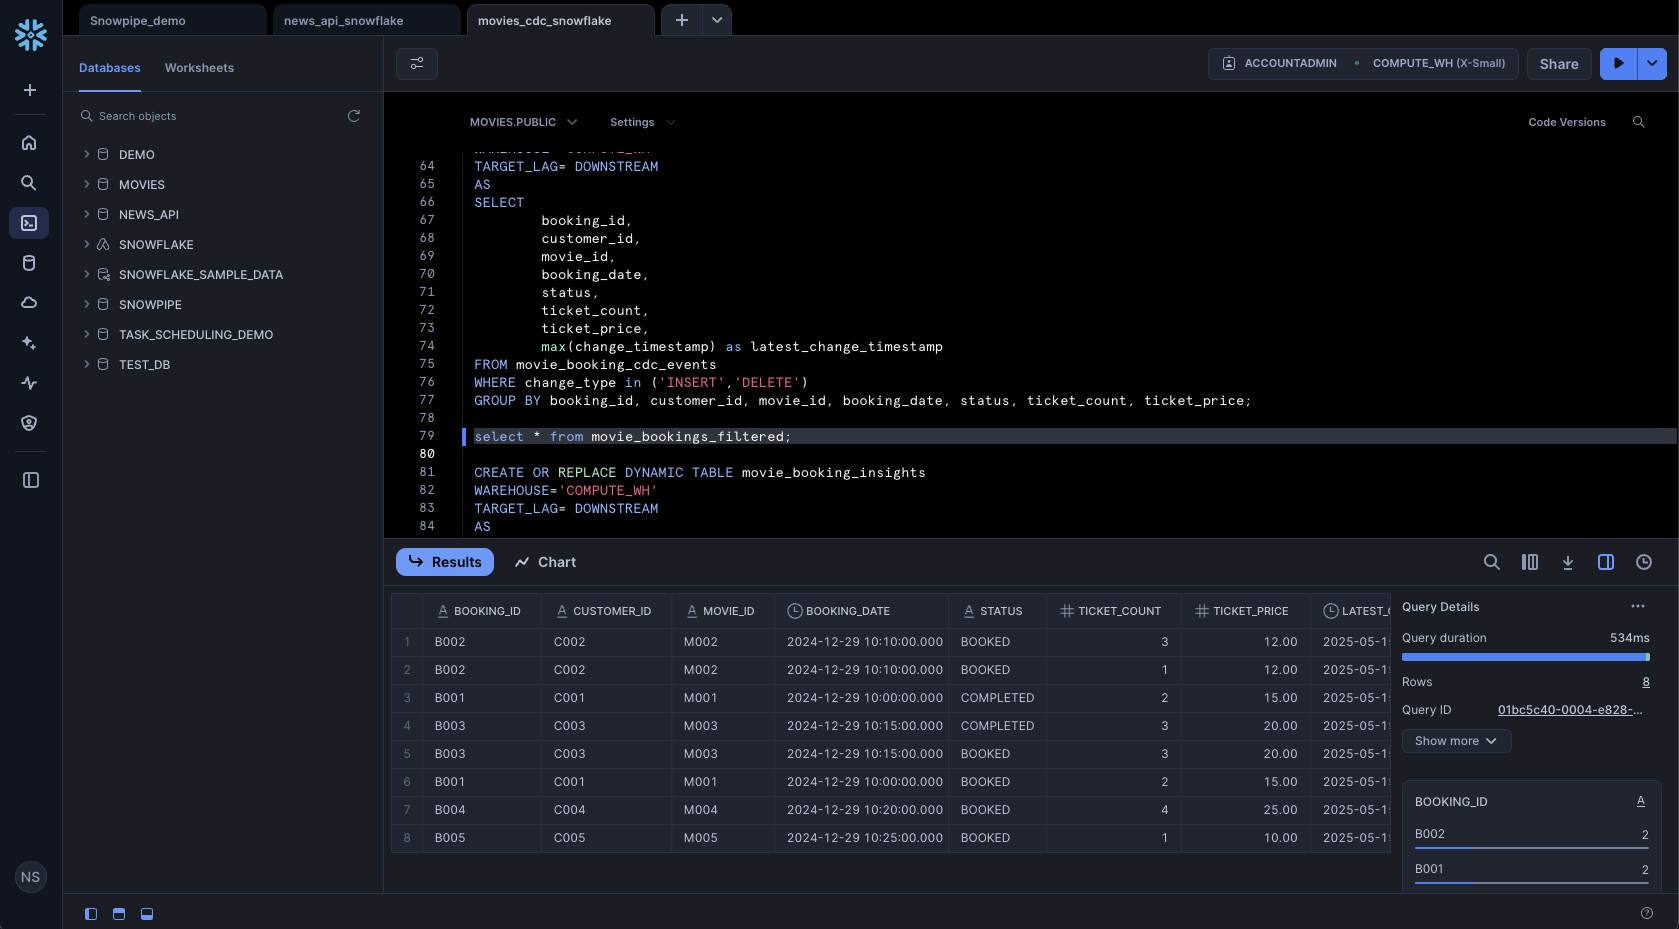 Snowpipe_demo
news_api_snowflake
movies_cdc_snowflake
Databases
Worksheets
ACCOUNTADMIN
COMPUTE_WH (X-Small)
Share
Search objects
DEMO
MOVIES
NEWS_API
SNOWFLAKE
SNOWFLAKE_SAMPLE_DATA
SNOWPIPE
TASK_SCHEDULING_DEMO
TEST_DB
NS
MOVIES.PUBLIC
Settings
Code Versions
64 TARGET_LAG= DOWNSTREAM
65 AS
66 SELECT
67 booking_id,
68 customer_id,
69 movie_id,
70 booking_date,
71 status,
72 ticket_count,
73 ticket_price,
74 max(change_timestamp) as latest_change_timestamp
75 FROM movie_booking_cdc_events
76 WHERE change_type in ('INSERT','DELETE')
77 GROUP BY booking_id, customer_id, movie_id, booking_date, status, ticket_count, ticket_price;
78
79 select * from movie_bookings_filtered;
80
81 CREATE OR REPLACE DYNAMIC TABLE movie_booking_insights
82 WAREHOUSE='COMPUTE_WH'
83 TARGET_LAG= DOWNSTREAM
84 AS
Results
Chart
BOOKING_ID CUSTOMER_ID MOVIE_ID BOOKING_DATE STATUS TICKET_COUNT TICKET_PRICE LATEST_
1 B002 C002 M002 2024-12-29 10:10:00.000 BOOKED 3 12.00 2025-05-1
2 B002 C002 M002 2024-12-29 10:10:00.000 BOOKED 1 12.00 2025-05-1
3 B001 C001 M001 2024-12-29 10:00:00.000 COMPLETED 2 15.00 2025-05-1
4 B003 C003 M003 2024-12-29 10:15:00.000 COMPLETED 3 20.00 2025-05-1
5 B003 C003 M003 2024-12-29 10:15:00.000 BOOKED 3 20.00 2025-05-1
6 B001 C001 M001 2024-12-29 10:00:00.000 BOOKED 2 15.00 2025-05-1
7 B004 C004 M004 2024-12-29 10:20:00.000 BOOKED 4 25.00 2025-05-1
8 B005 C005 M005 2024-12-29 10:25:00.000 BOOKED 1 10.00 2025-05-1
Query Details
Query duration 534ms
Rows 8
Query ID 01bc5c40-0004-e828-...
Show more
BOOKING_ID A
B002 2
B001 2